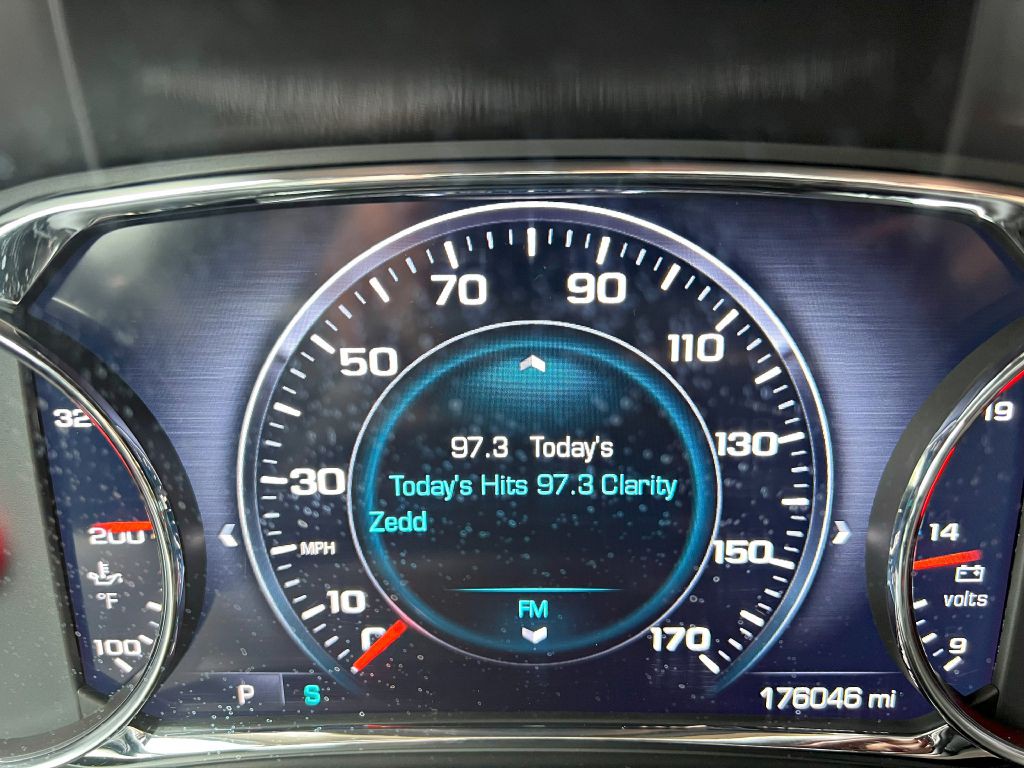 70 90
50 110
32
19
97.3 Today's
130
Today's Hits 97.3 Clarity
30
Zedd
200
14
MPH
150
°F
volts
10
FM
0
170
100
9
P S
176046 mi